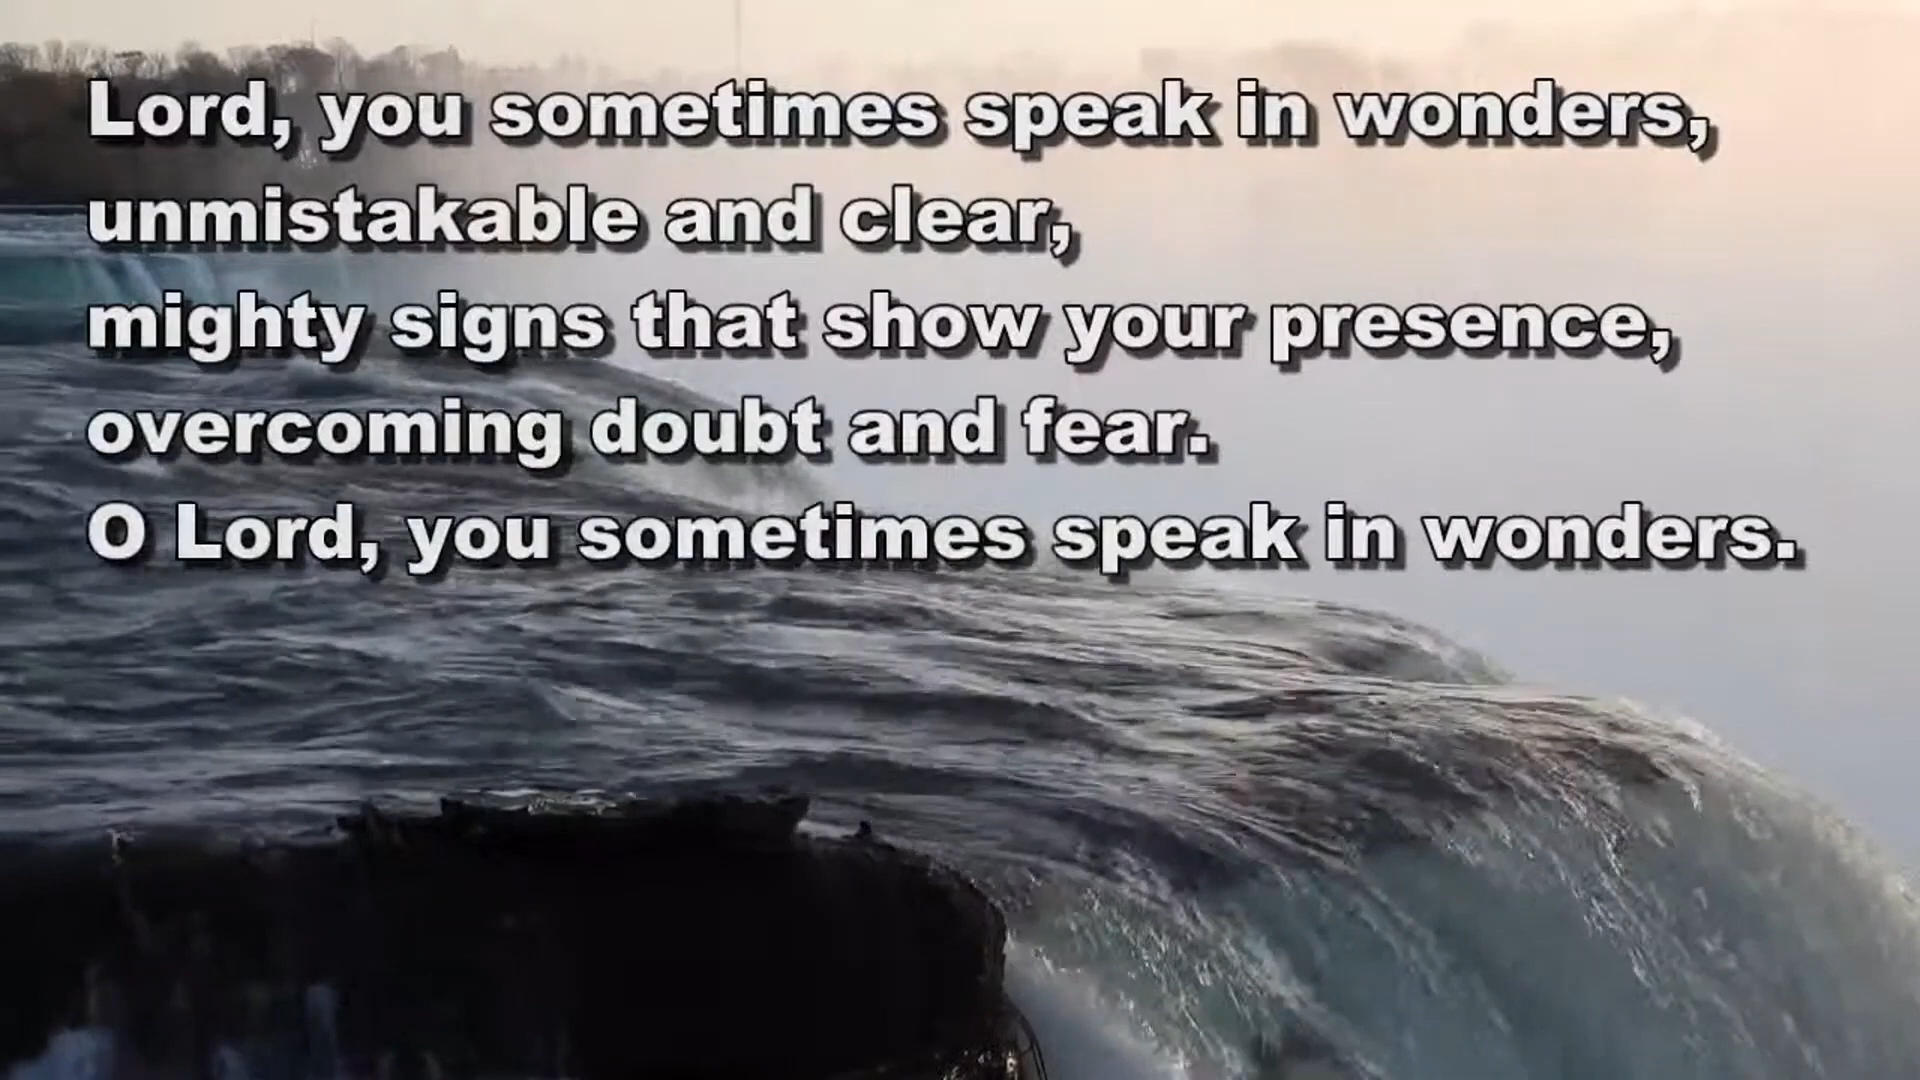 Lord, you sometimes speak in wonders,
unmistakable and clear,
mighty signs that show your presence,
overcoming doubt and fear.
O Lord, you sometimes speak in wonders.